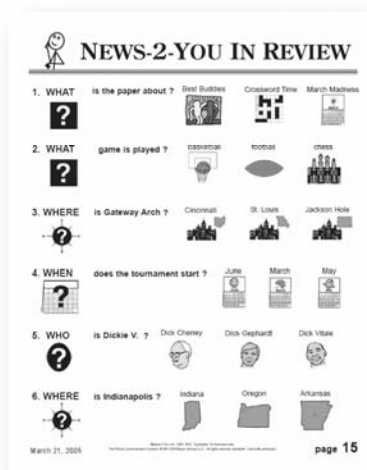 NEWS-2-YOU IN REVIEW
1. WHAT is the paper about ? Best Buddies Crossword Time March Madness
?
2. WHAT game is played ? basketball football chess
?
3. WHERE is Gateway Arch ? Cincinnati St. Louis Jackson Hole
?
4. WHEN does the tournament start ? June March May
?
5. WHO is Dickie V. ? Dick Cheney Dick Gephardt Dick Vitale
?
6. WHERE is Indianapolis ? Indiana Oregon Arkansas
?
March 21, 2005
page 15